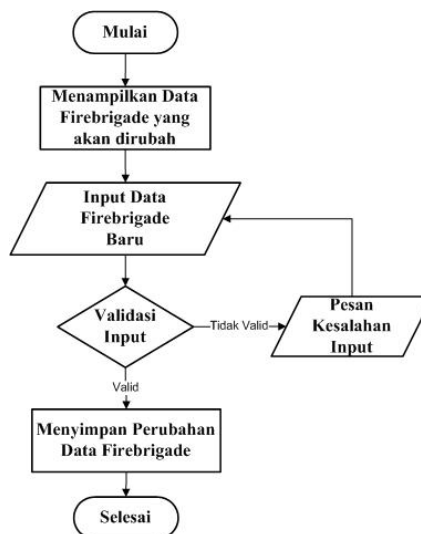 Mulai
Menampilkan Data
Firebrigade yang
akan dirubah
Input Data
Firebrigade
Baru
Validasi
Input
Tidak Valid
Pesan
Kesalahan
Input
Valid
Menyimpan Perubahan
Data Firebrigade
Selesai